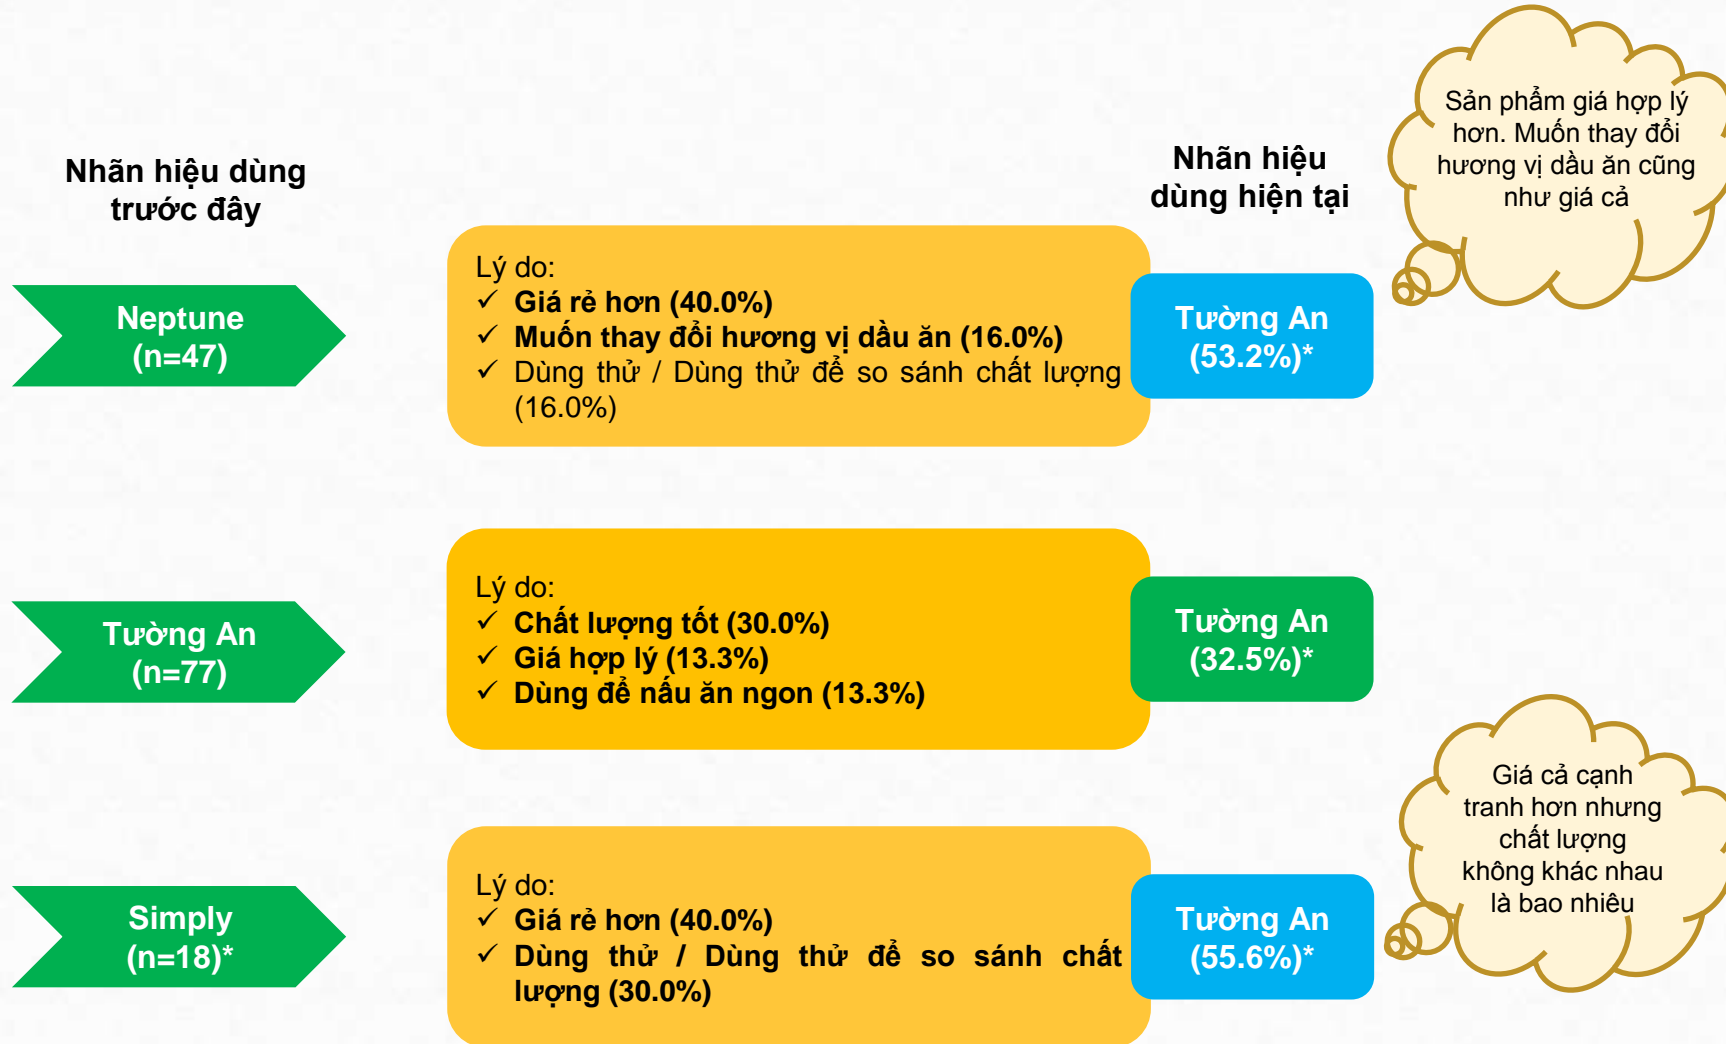 Sản phẩm giá hợp lý
hơn. Muốn thay đổi
hương vị dầu ăn cũng
như giá cả
Nhãn hiệu dùng
trước đây
Nhãn hiệu
dùng hiện tại
Neptune
(n=47)
Lý do:
✓ Giá rẻ hơn (40.0%)
✓ Muốn thay đổi hương vị dầu ăn (16.0%)
✓ Dùng thử / Dùng thử để so sánh chất lượng
(16.0%)
Tường An
(53.2%)*
Tường An
(n=77)
Lý do:
✓ Chất lượng tốt (30.0%)
✓ Giá hợp lý (13.3%)
✓ Dùng để nấu ăn ngon (13.3%)
Tường An
(32.5%)*
Giá cả cạnh
tranh hơn nhưng
chất lượng
không khác nhau
là bao nhiêu
Simply
(n=18)*
Lý do:
✓ Giá rẻ hơn (40.0%)
✓ Dùng thử / Dùng thử để so sánh chất
lượng (30.0%)
Tường An
(55.6%)*